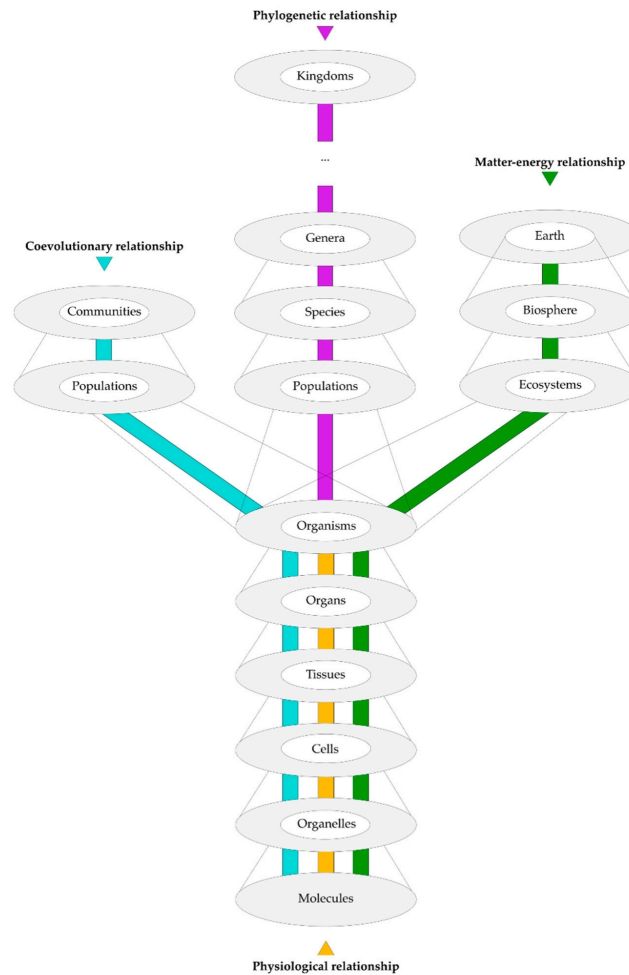 Phylogenetic relationship
Kingdoms
...
Matter-energy relationship
Genera
Earth
Coevolutionary relationship
Communities
Species
Biosphere
Populations
Populations
Ecosystems
Organisms
Organs
Tissues
Cells
Organelles
Molecules
Physiological relationship